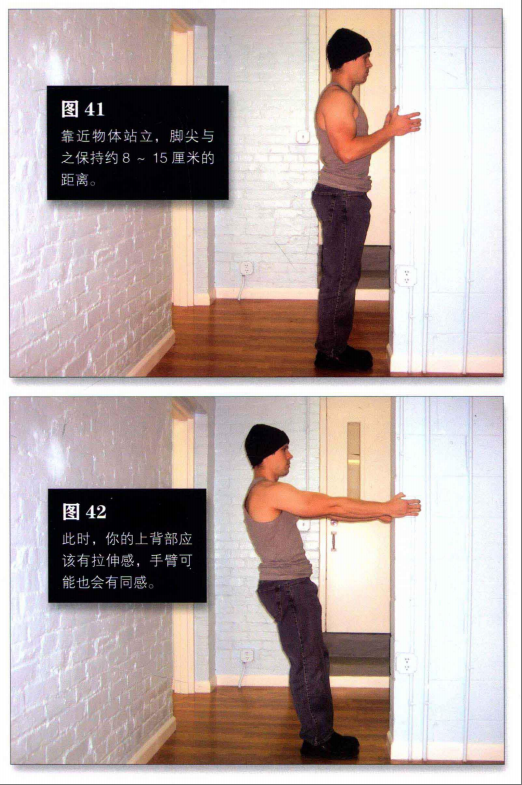 图 41
靠近物体站立，脚尖与
之保持约 8 ~ 15 厘米的
距离。
图 42
此时，你的上背部应
该有拉伸感，手臂可
能也会有同感。